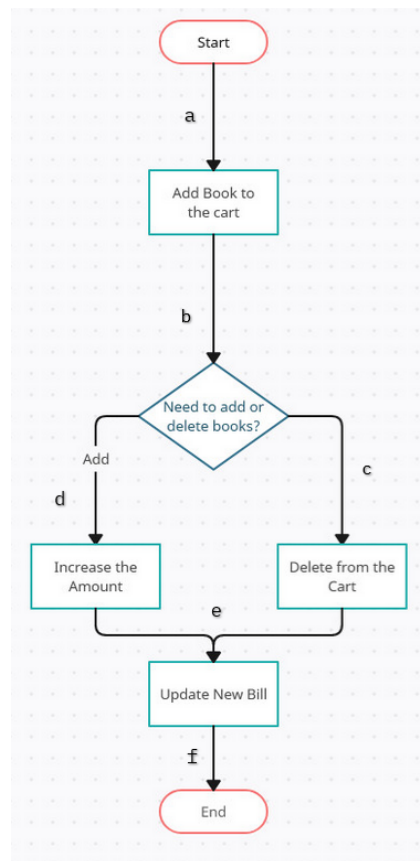 Start
a
Add Book to
the cart
b
Need to add or
delete books?
Add
c
d
Increase the
Amount
Delete from the
Cart
e
Update New Bill
f
End